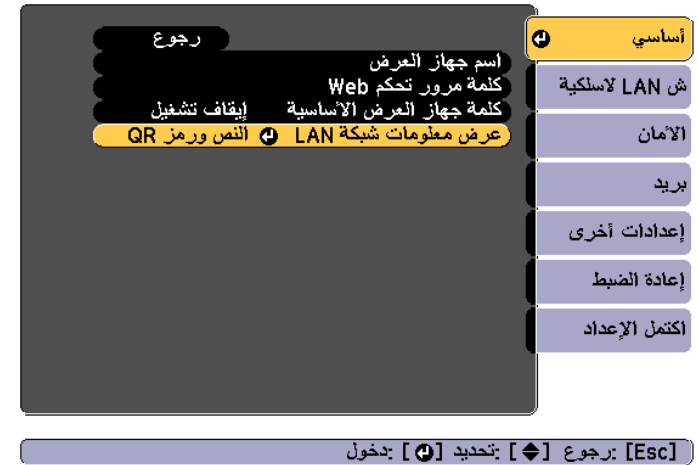 أساسي
ش LAN لاسلكية
الأمان
بريد
إعدادات أخرى
إعادة الضبط
اكتمل الإعداد
رجوع
اسم جهاز العرض
كلمة مرور تحكم Web
كلمة جهاز العرض الأساسية إيقاف تشغيل
عرض معلومات شبكة LAN النص ورمز QR
[Esc] :رجوع [◆] :تحديد [⏎] :دخول